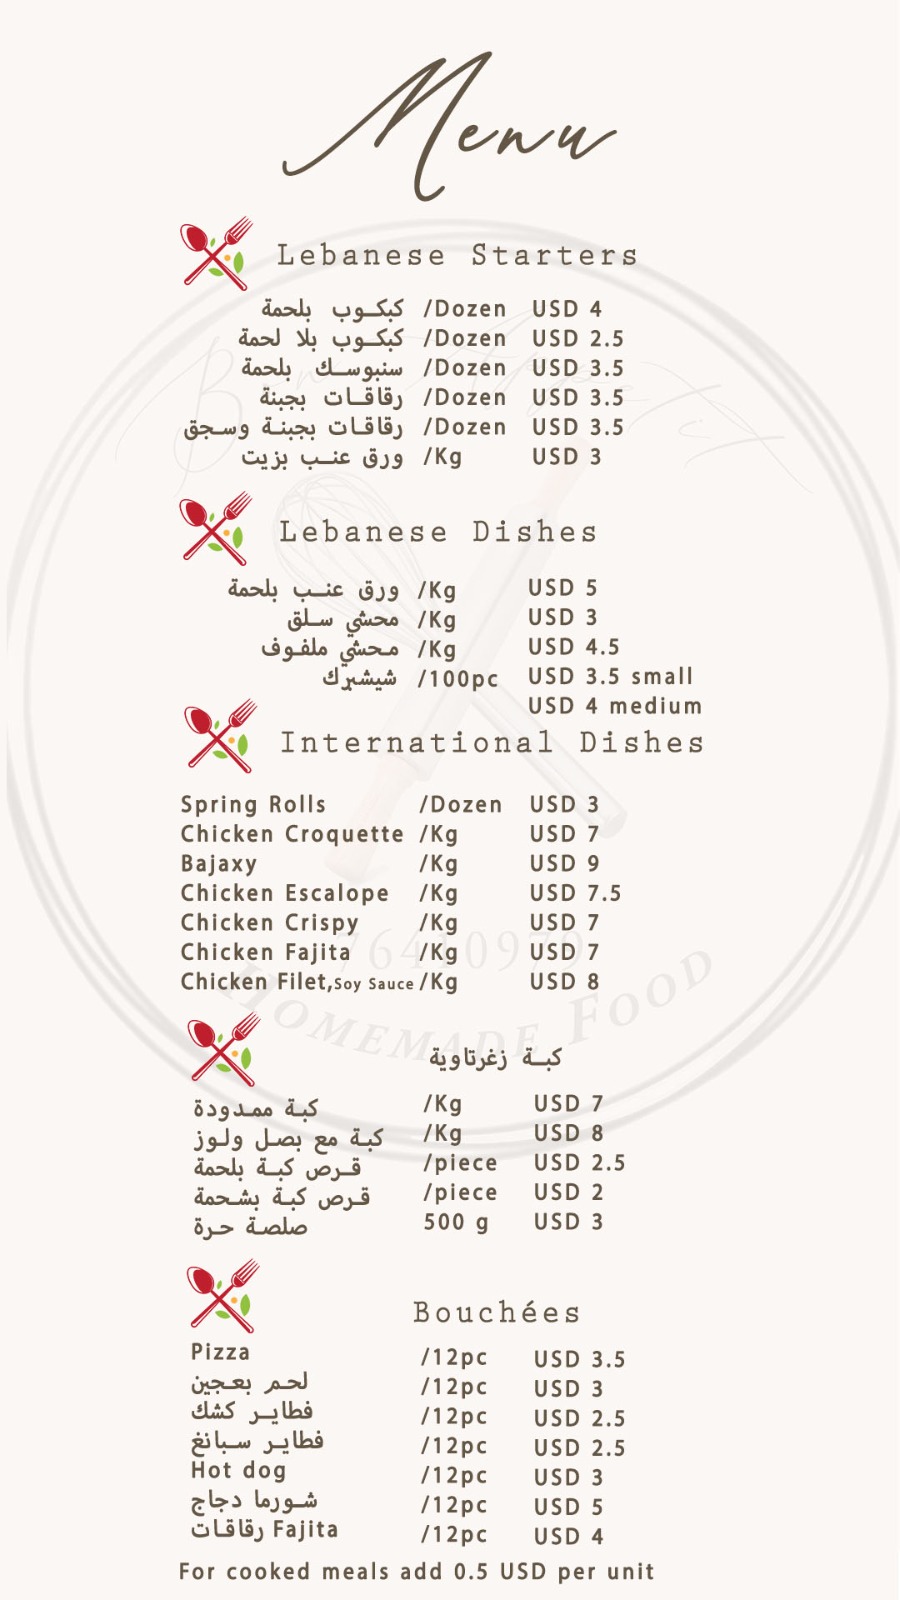 Menu
Lebanese Starters
كبكوب بلحمة /Dozen USD 4
كبكوب بلا لحمة /Dozen USD 2.5
سنبوسك بلحمة /Dozen USD 3.5
رقاقات بجبنة /Dozen USD 3.5
رقاقات بجبنة وسجق /Dozen USD 3.5
ورق عنب بزيت /Kg USD 3
Lebanese Dishes
ورق عنب بلحمة /Kg USD 5
محشي سلق /Kg USD 3
محشي ملفوف /Kg USD 4.5
شيشبرك /100pc USD 3.5 small
USD 4 medium
International Dishes
Spring Rolls /Dozen USD 3
Chicken Croquette /Kg USD 7
Bajaxy /Kg USD 9
Chicken Escalope /Kg USD 7.5
Chicken Crispy /Kg USD 7
Chicken Fajita /Kg USD 7
Chicken Filet,Soy Sauce /Kg USD 8
76410979
Homemade Food
كبة زغرتاوية
كبة ممدودة /Kg USD 7
كبة مع بصل ولوز /Kg USD 8
قرص كبة بلحمة /piece USD 2.5
قرص كبة بشحمة /piece USD 2
صلصة حرة 500 g USD 3
Bouchées
Pizza /12pc USD 3.5
لحم بعجين /12pc USD 3
فطاير كشك /12pc USD 2.5
فطاير سبانغ /12pc USD 2.5
Hot dog /12pc USD 3
شورما دجاج /12pc USD 5
رقاقات Fajita /12pc USD 4
For cooked meals add 0.5 USD per unit